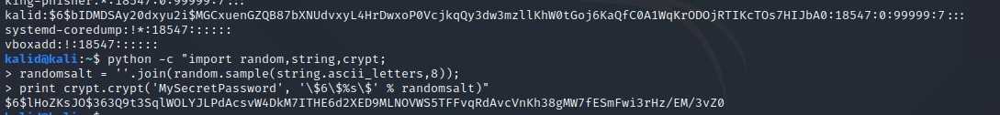 king-phisher:*:18547:0:99999:7:::
kalid:$6$bIDMDSAy20dxyu2i$MGCxuenGZQB87bXNUdvxyL4HrDwxoP0VcjkqQy3dw3mzllKhW0tGoj6KaQfC0A1WqKrODOjRTIKcTOs7HIJbA0:18547:0:99999:7:::
systemd-coredump:!*:18547::::::
vboxadd:!:18547::::::
kalid@kali:~$ python -c "import random,string,crypt;
> randomsalt = ''.join(random.sample(string.ascii_letters,8));
> print crypt.crypt('MySecretPassword', '\$6\$%s\$' % randomsalt)"
$6$lHoZKsJO$363Q9t3SqlWOLYJLPdAcsvW4DkM7ITHE6d2XED9MLNOVWS5TFFvqRdAvcVnKh38gMW7fESmFwi3rHz/EM/3vZ0